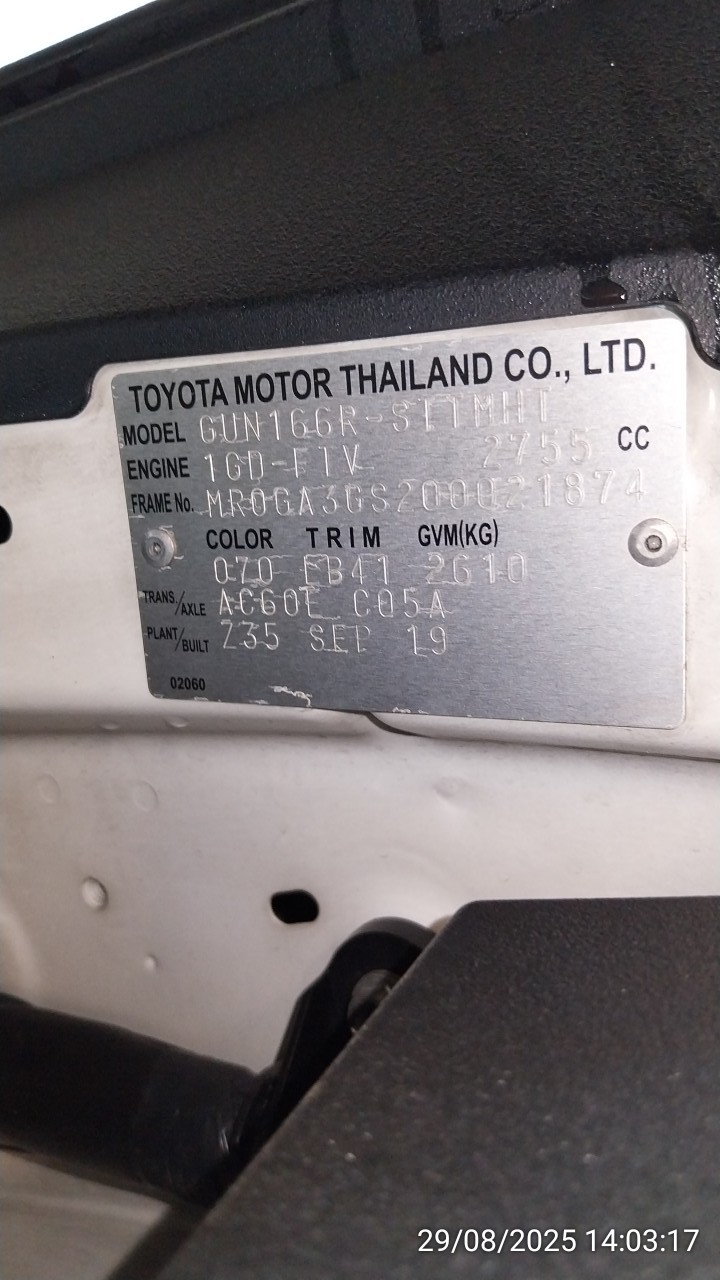 TOYOTA MOTOR THAILAND CO., LTD.
MODEL GUN166R-STTMHT
ENGINE 1GD-FTV 2755 CC
FRAME No. MR0GA3GS200021874
COLOR TRIM GVM(KG)
070 EB41 2610
TRANS./AXLE AC60E C05A
PLANT/BUILT Z35 SEP 19
02060
29/08/2025 14:03:17